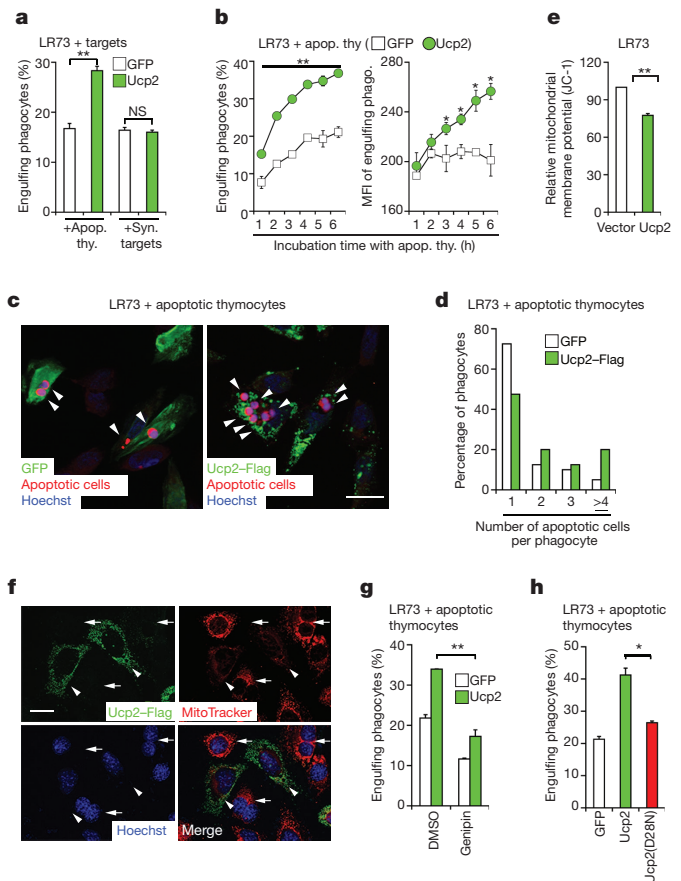 a
LR73 + targets
GFP
Ucp2
**
NS
Engulfing phagocytes (%)
30
20
10
0
+Apop. thy.
+Syn. targets
b
LR73 + apop. thy ( GFP Ucp2)
**
Engulfing phagocytes (%)
40
30
20
10
0
1 2 3 4 5 6
MFI of engulfing phago.
* * * *
280
240
200
160
1 2 3 4 5 6
Incubation time with apop. thy. (h)
e
LR73
**
Relative mitochondrial
membrane potential (JC-1)
120
90
60
30
0
Vector Ucp2
c
LR73 + apoptotic thymocytes
GFP
Apoptotic cells
Hoechst
Ucp2–Flag
Apoptotic cells
Hoechst
d
LR73 + apoptotic thymocytes
GFP
Ucp2–Flag
Percentage of phagocytes
80
60
40
20
0
1 2 3 >4
Number of apoptotic cells
per phagocyte
f
Ucp2–Flag
MitoTracker
Hoechst
Merge
g
LR73 + apoptotic
thymocytes
**
GFP
Ucp2
Engulfing phagocytes (%)
40
30
20
10
0
DMSO
Genipin
h
LR73 + apoptotic
thymocytes
*
Engulfing phagocytes (%)
50
40
30
20
10
0
GFP
Ucp2
Ucp2(D28N)